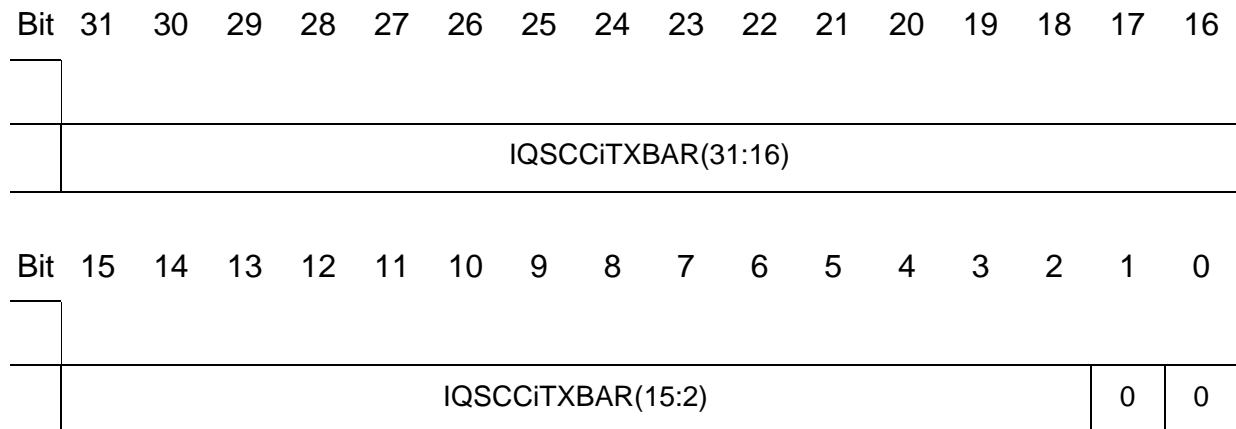 Bit 31 30 29 28 27 26 25 24 23 22 21 20 19 18 17 16
IQSCCiTXBAR(31:16)
Bit 15 14 13 12 11 10 9 8 7 6 5 4 3 2 1 0
IQSCCiTXBAR(15:2) 0 0